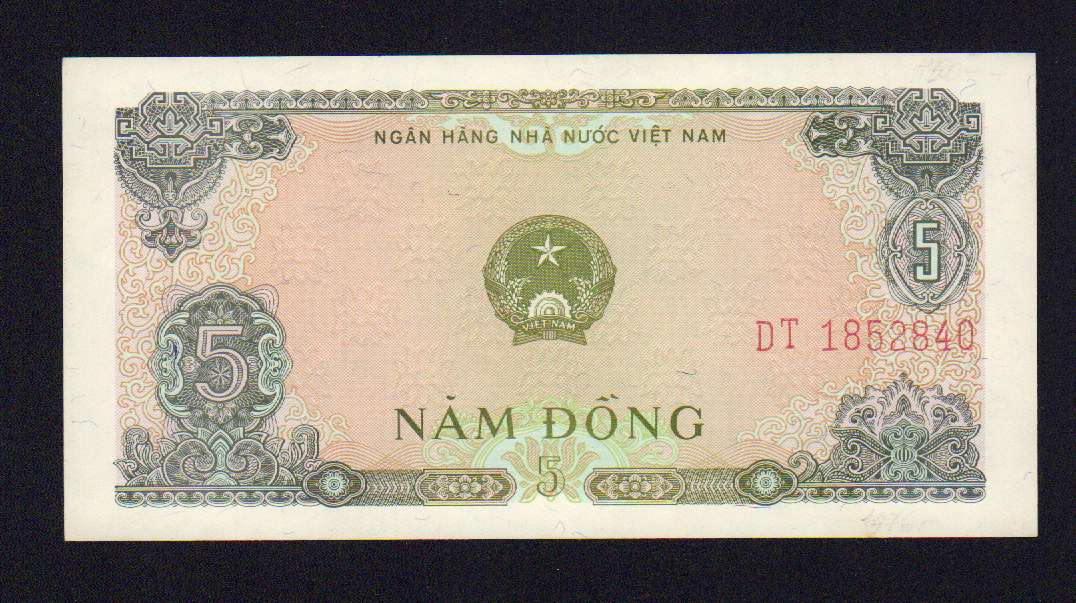 NGÂN HÀNG NHÀ NƯỚC VIỆT NAM
5
VIỆT NAM
DT 1852840
5
NĂM ĐỒNG
5